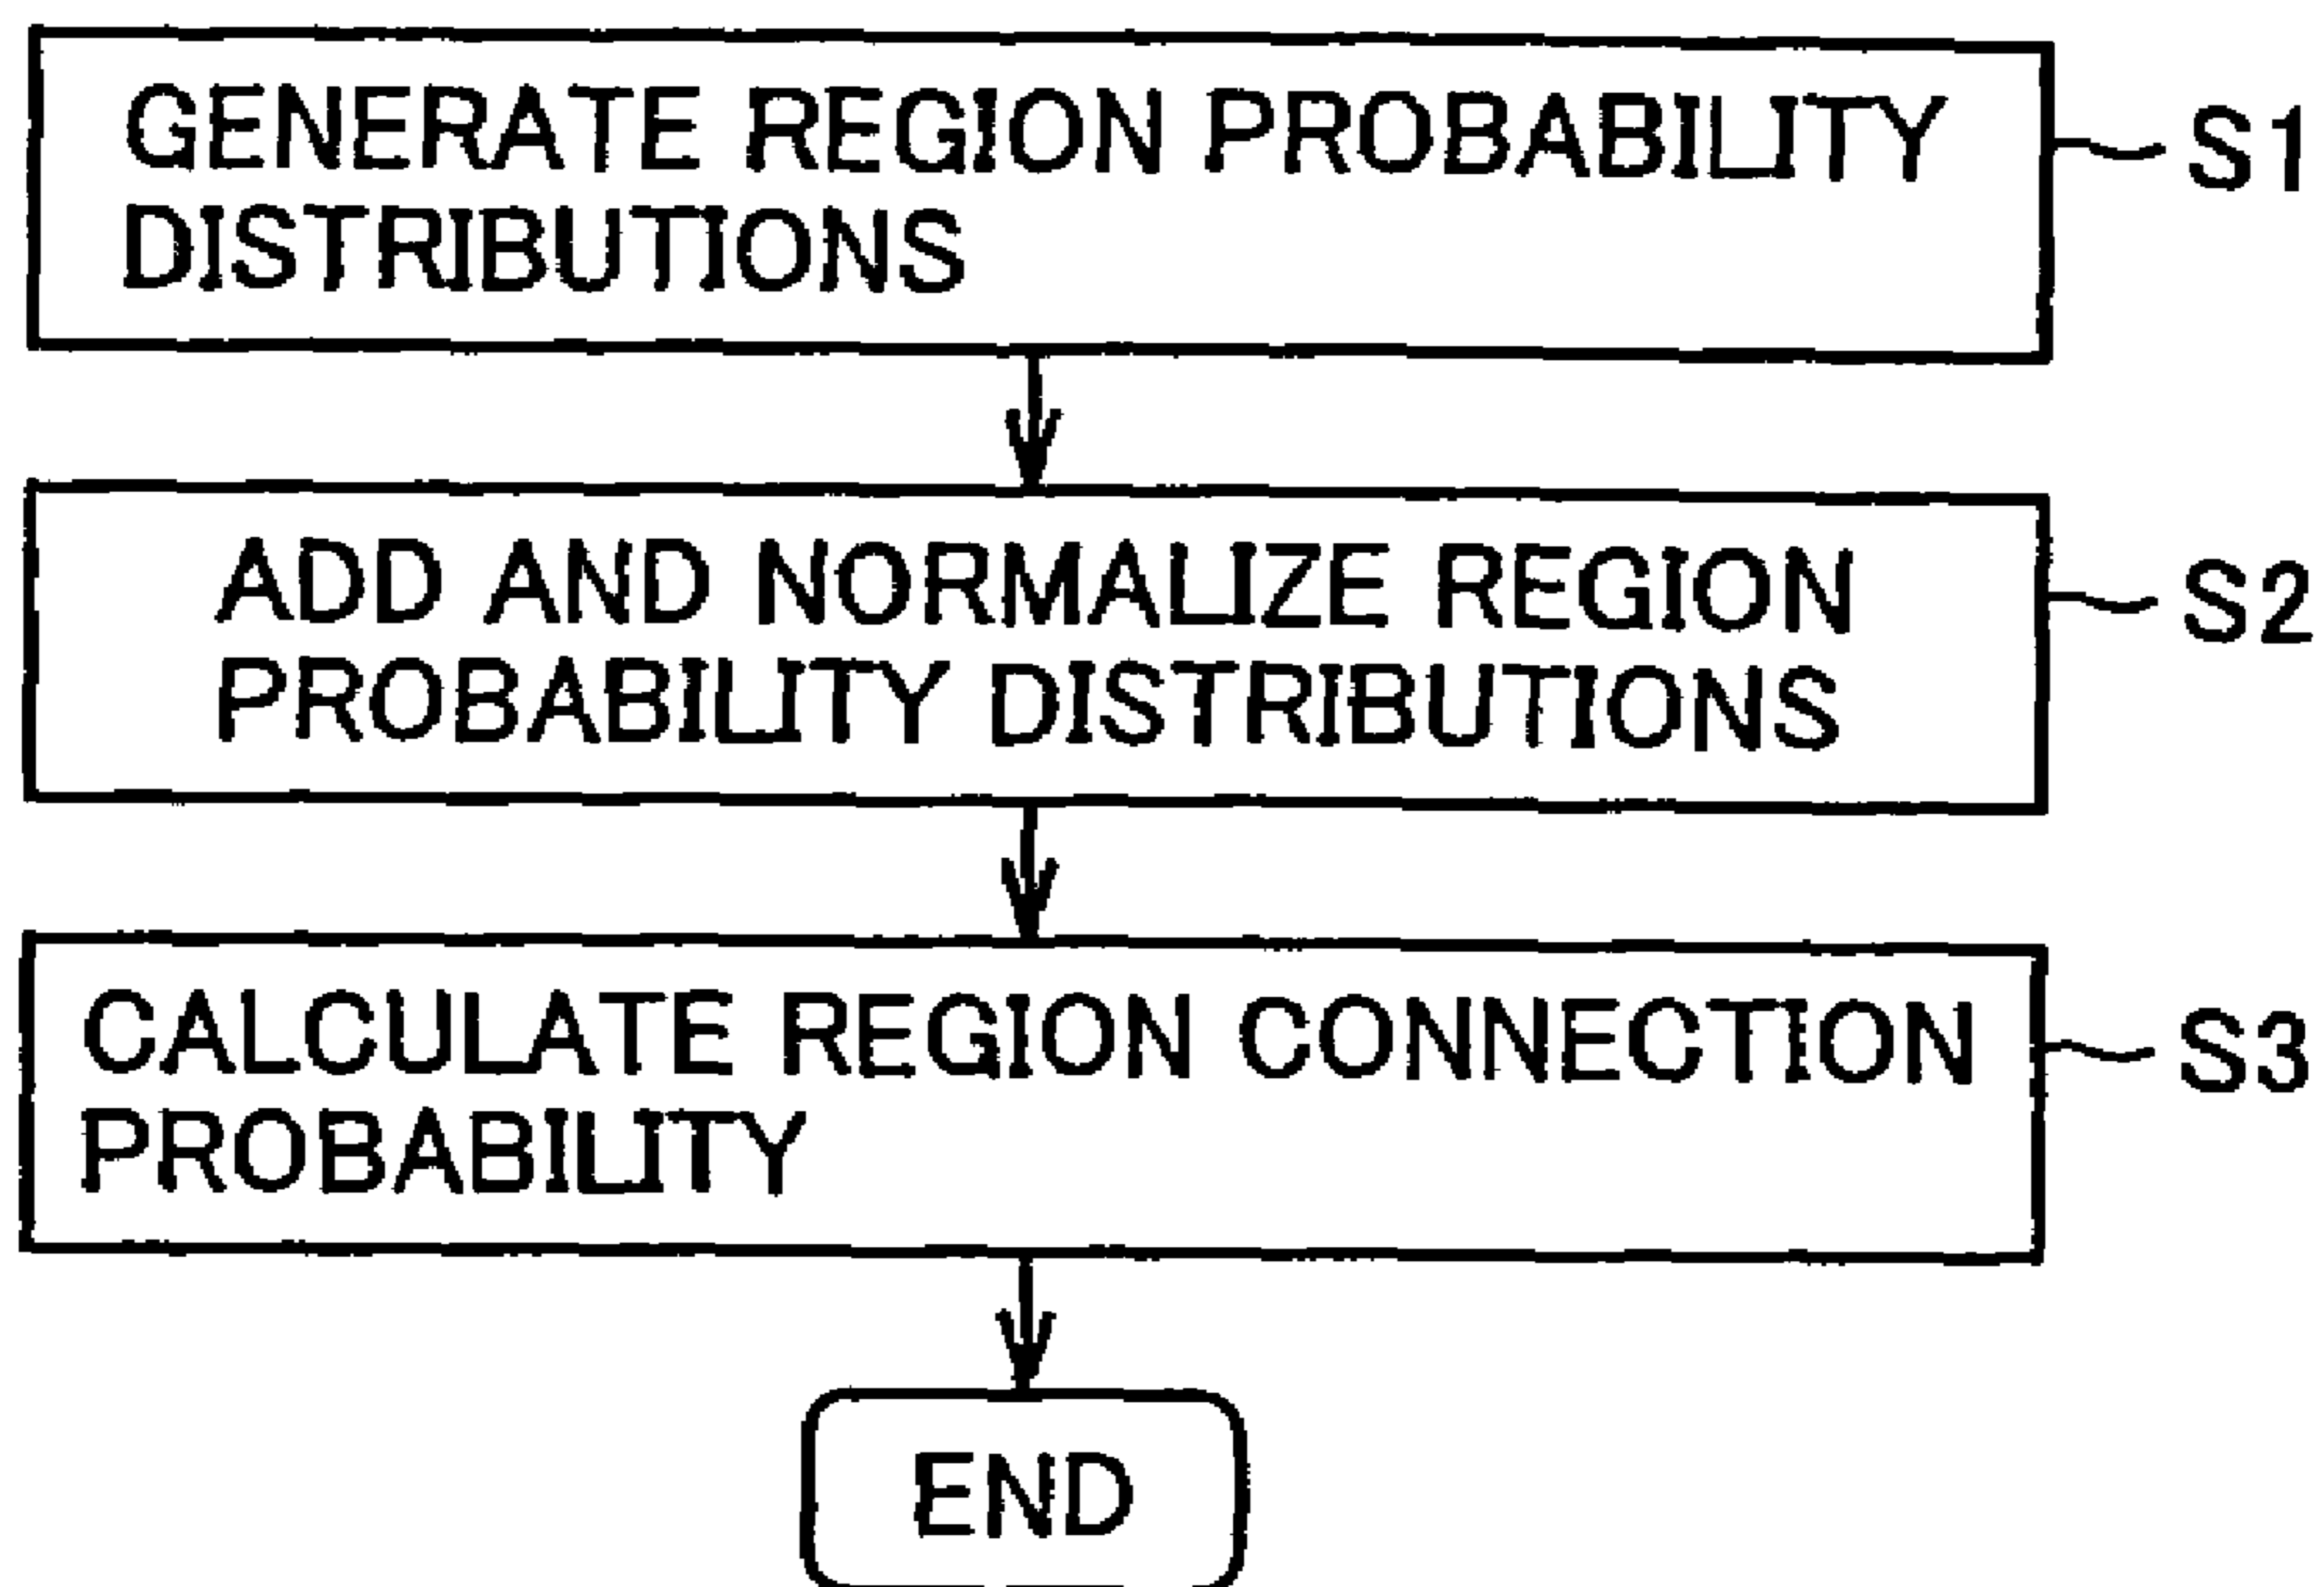 GENERATE REGION PROBABILITY
DISTRIBUTIONS
S1
ADD AND NORMALIZE REGION
PROBABILITY DISTRIBUTIONS
S2
CALCULATE REGION CONNECTION
PROBABILITY
S3
END